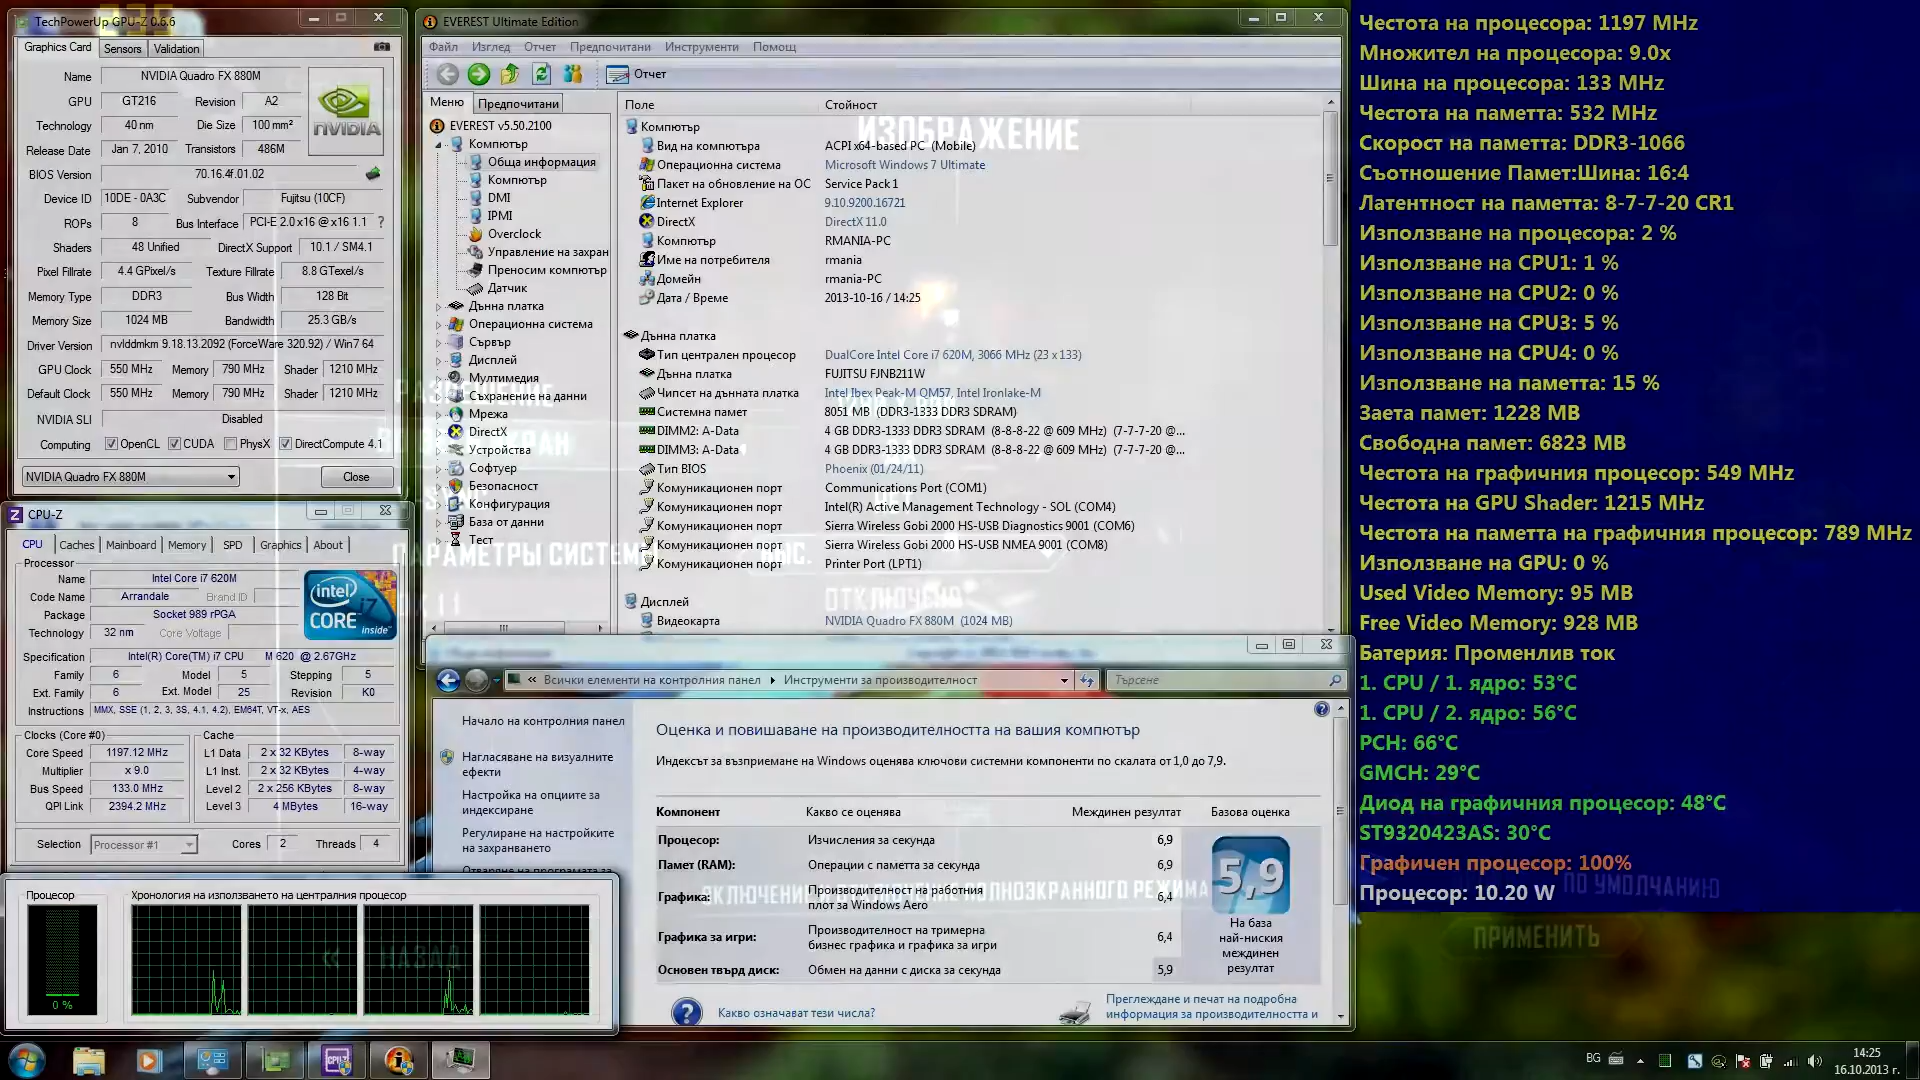 TechPowerUp GPU-Z 0.6.6
Graphics Card
Sensors
Validation
Name
NVIDIA Quadro FX 880M
GPU
GT216
Revision
A2
Technology
40 nm
Die Size
100 mm²
Release Date
Jan 7, 2010
Transistors
486M
BIOS Version
70.16.4f.01.02
Device ID
10DE - 0A3C
Subvendor
Fujitsu (10CF)
ROPs
8
Bus Interface
PCI-E 2.0 x16 @ x16 1.1
?
Shaders
48 Unified
DirectX Support
10.1 / SM4.1
Pixel Fillrate
4.4 GPixel/s
Texture Fillrate
8.8 GTexel/s
Memory Type
DDR3
Bus Width
128 Bit
Memory Size
1024 MB
Bandwidth
25.3 GB/s
Driver Version
nvlddmkm 9.18.13.2092 (ForceWare 320.92) / Win7 64
GPU Clock
550 MHz
Memory
790 MHz
Shader
1210 MHz
Default Clock
550 MHz
Memory
790 MHz
Shader
1210 MHz
NVIDIA SLI
Disabled
Computing
OpenCL
CUDA
PhysX
DirectCompute 4.1
NVIDIA Quadro FX 880M
Close
NVIDIA
CPU-Z
CPU
Caches
Mainboard
Memory
SPD
Graphics
About
Processor
Name
Intel Core i7 620M
Code Name
Arrandale
Brand ID
Package
Socket 989 rPGA
Technology
32 nm
Core Voltage
intel
CORE i7
inside™
Specification
Intel(R) Core(TM) i7 CPU M 620 @ 2.67GHz
Family
6
Model
5
Stepping
5
Ext. Family
6
Ext. Model
25
Revision
K0
Instructions
MMX, SSE (1, 2, 3, 3S, 4.1, 4.2), EM64T, VT-x, AES
Clocks (Core #0)
Core Speed
1197.12 MHz
Multiplier
x 9.0
Bus Speed
133.0 MHz
QPI Link
2394.2 MHz
Cache
L1 Data
2 x 32 KBytes
8-way
L1 Inst.
2 x 32 KBytes
4-way
Level 2
2 x 256 KBytes
8-way
Level 3
4 MBytes
16-way
Selection
Processor #1
Cores
2
Threads
4
Процесор
0 %
Хронология на използването на централния процесор
НАЗАД
EVEREST Ultimate Edition
Файл
Изглед
Отчет
Предпочитани
Инструменти
Помощ
Отчет
Меню
Предпочитани
EVEREST v5.50.2100
Компютър
Обща информация
Компютър
DMI
IPMI
Overclock
Управление на захран
Преносим компютър
Датчик
Дънна платка
Операционна система
Сървър
Дисплей
Мултимедия
Съхранение на данни
Мрежа
DirectX
Устройства
Софтуер
Безопасност
Конфигурация
База от данни
Тест
Поле
Стойност
ИЗОБРАЖЕНИЕ
Компютър
Вид на компютъра
ACPI x64-based PC (Mobile)
Операционна система
Microsoft Windows 7 Ultimate
Пакет на обновление на ОС
Service Pack 1
Internet Explorer
9.10.9200.16721
DirectX
DirectX 11.0
Компютър
RMANIA-PC
Име на потребителя
rmania
Домейн
rmania-PC
Дата / Време
2013-10-16 / 14:25
Дънна платка
Тип централен процесор
DualCore Intel Core i7 620M, 3066 MHz (23 x 133)
Дънна платка
FUJITSU FJNB211W
Чипсет на дънната платка
Intel Ibex Peak-M QM57, Intel Ironlake-M
Системна памет
8051 MB (DDR3-1333 DDR3 SDRAM)
DIMM2: A-Data
4 GB DDR3-1333 DDR3 SDRAM (8-8-8-22 @ 609 MHz) (7-7-7-20 @...
DIMM3: A-Data
4 GB DDR3-1333 DDR3 SDRAM (8-8-8-22 @ 609 MHz) (7-7-7-20 @...
Тип BIOS
Phoenix (01/24/11)
Комуникационен порт
Communications Port (COM1)
Комуникационен порт
Intel(R) Active Management Technology - SOL (COM4)
Комуникационен порт
Sierra Wireless Gobi 2000 HS-USB Diagnostics 9001 (COM6)
Комуникационен порт
Sierra Wireless Gobi 2000 HS-USB NMEA 9001 (COM8)
Комуникационен порт
Printer Port (LPT1)
ПАРАМЕТРЫ СИСТЕМ
ОТКЛЮЧЕНО
Дисплей
Видеокарта
NVIDIA Quadro FX 880M (1024 MB)
« Всички елементи на контролния панел
Инструменти за производителност
Търсене
Начало на контролния панел
Нагласяване на визуалните
ефекти
Настройка на опциите за
индексиране
Регулиране на настройките
на захранването
Оценка и повишаване на производителността на вашия компютър
Индексът за възприемане на Windows оценява ключови системни компоненти по скалата от 1,0 до 7,9.
Компонент
Какво се оценява
Междинен резултат
Базова оценка
Процесор:
Изчисления за секунда
6,9
Памет (RAM):
Операции с паметта за секунда
6,9
Графика:
Производителност на работния
плот за Windows Aero
6,4
Графика за игри:
Производителност на тримерна
бизнес графика и графика за игри
6,4
Основен твърд диск:
Обмен на данни с диска за секунда
5,9
5,9
На база
най-ниския
междинен
резултат
Какво означават тези числа?
Преглеждане и печат на подробна
информация за производителността и
Честота на процесора: 1197 MHz
Множител на процесора: 9.0x
Шина на процесора: 133 MHz
Честота на паметта: 532 MHz
Скорост на паметта: DDR3-1066
Съотношение Памет:Шина: 16:4
Латентност на паметта: 8-7-7-20 CR1
Използване на процесора: 2 %
Използване на CPU1: 1 %
Използване на CPU2: 0 %
Използване на CPU3: 5 %
Използване на CPU4: 0 %
Използване на паметта: 15 %
Заета памет: 1228 MB
Свободна памет: 6823 MB
Честота на графичния процесор: 549 MHz
Честота на GPU Shader: 1215 MHz
Честота на паметта на графичния процесор: 789 MHz
Използване на GPU: 0 %
Used Video Memory: 95 MB
Free Video Memory: 928 MB
Батерия: Променлив ток
1. CPU / 1. ядро: 53°C
1. CPU / 2. ядро: 56°C
PCH: 66°C
GMCH: 29°C
Диод на графичния процесор: 48°C
ST9320423AS: 30°C
Графичен процесор: 100%
Процесор: 10.20 W
ПО УМОЛЧАНИЮ
ПРИМЕНИТЬ
BG
14:25
16.10.2013 г.